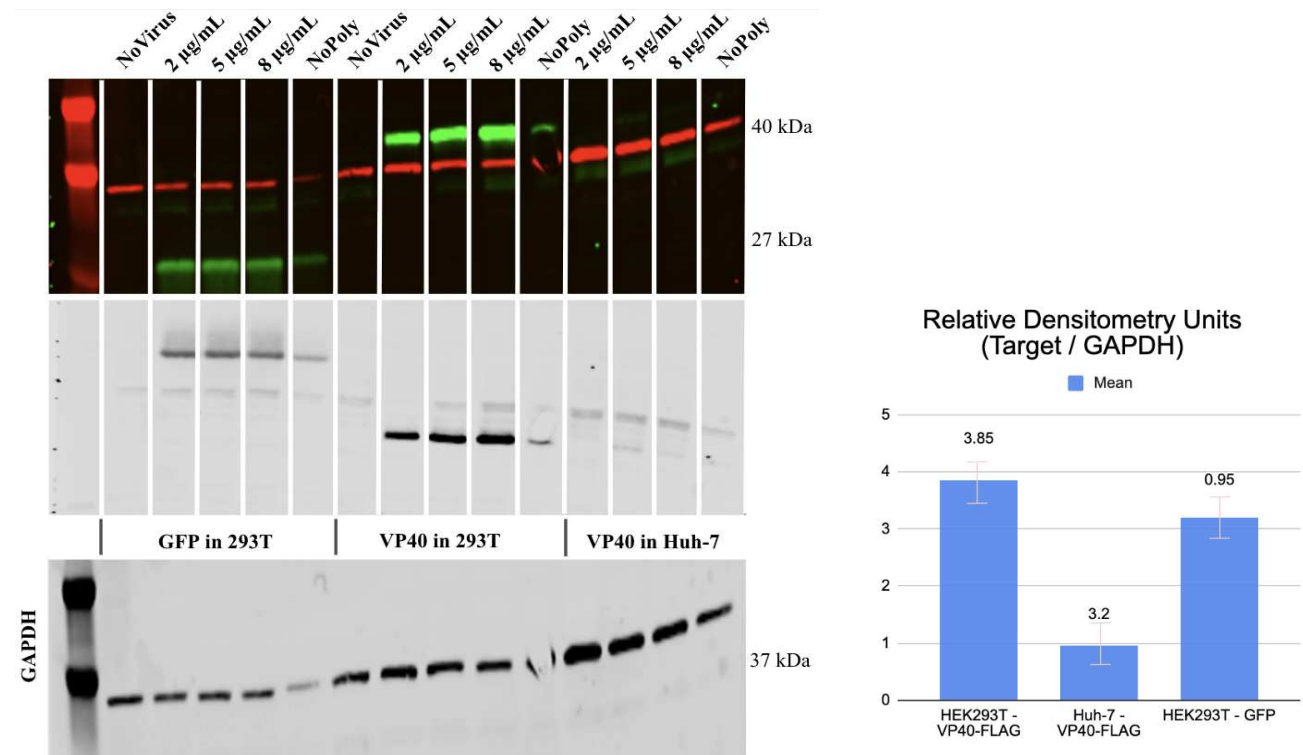 NoVirus
2 µg/mL
5 µg/mL
8 µg/mL
NoPoly
NoVirus
2 µg/mL
5 µg/mL
8 µg/mL
NoPoly
2 µg/mL
5 µg/mL
8 µg/mL
NoPoly
40 kDa
27 kDa
GFP in 293T
VP40 in 293T
VP40 in Huh-7
GAPDH
37 kDa
Relative Densitometry Units
(Target / GAPDH)
Mean
5
4
3
2
1
0
3.85
3.2
0.95
HEK293T -
VP40-FLAG
Huh-7 -
VP40-FLAG
HEK293T - GFP